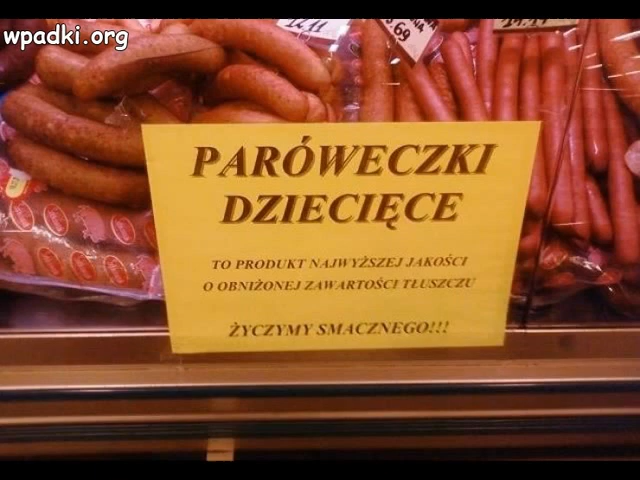 wpadki.org
PARÓWECZKI
DZIECIĘCE
TO PRODUKT NAJWYŻSZEJ JAKOŚCI
O OBNIŻONEJ ZAWARTOŚCI TŁUSZCZU
ŻYCZYMY SMACZNEGO!!!